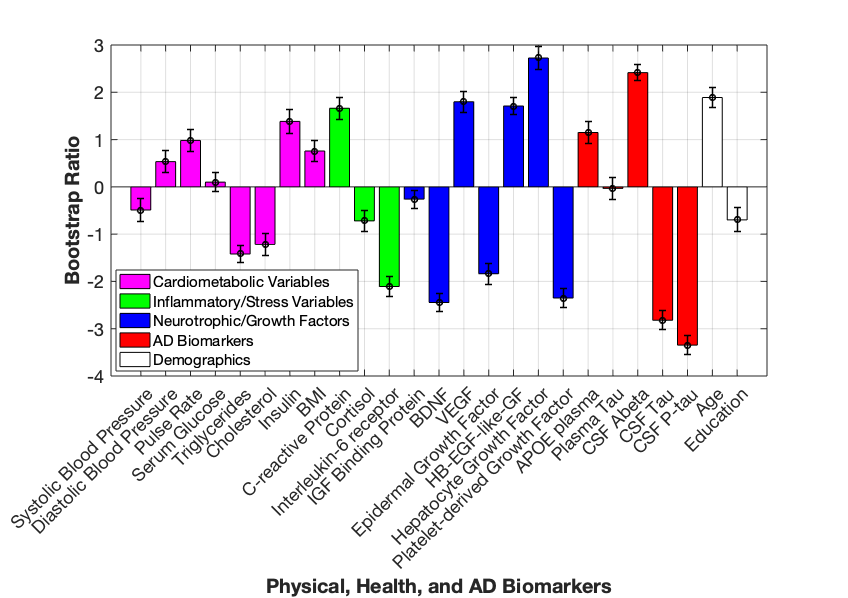 3
2
1
0
-1
-2
-3
-4
Bootstrap Ratio
Cardiometabolic Variables
Inflammatory/Stress Variables
Neurotrophic/Growth Factors
AD Biomarkers
Demographics
Systolic Blood Pressure
Diastolic Blood Pressure
Pulse Rate
Serum Glucose
Triglycerides
Cholesterol
Insulin
BMI
C-reactive Protein
Cortisol
Interleukin-6 receptor
IGF Binding Protein
BDNF
VEGF
Epidermal Growth Factor
HB-EGF-like-GF
Hepatocyte Growth Factor
Platelet-derived Growth Factor
APOE plasma
Plasma Tau
CSF Abeta
CSF Tau
CSF P-tau
Age
Education
Physical, Health, and AD Biomarkers